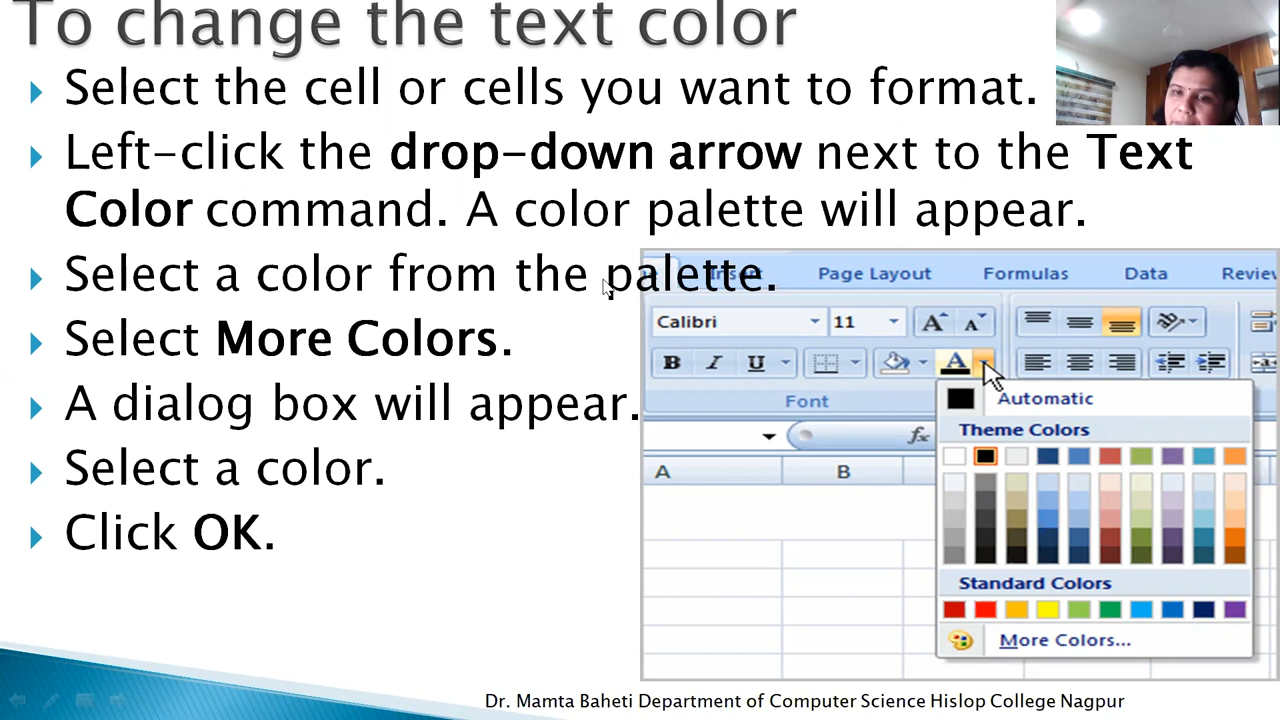 To change the text color
Select the cell or cells you want to format.
Left-click the drop-down arrow next to the Text
Color command. A color palette will appear.
Select a color from the palette.
Select More Colors.
A dialog box will appear.
Select a color.
Click OK.
Insert Page Layout Formulas Data Review
Calibri 11 A A
B I U A
Font
fx
A B
Automatic
Theme Colors
Standard Colors
More Colors...
Dr. Mamta Baheti Department of Computer Science Hislop College Nagpur